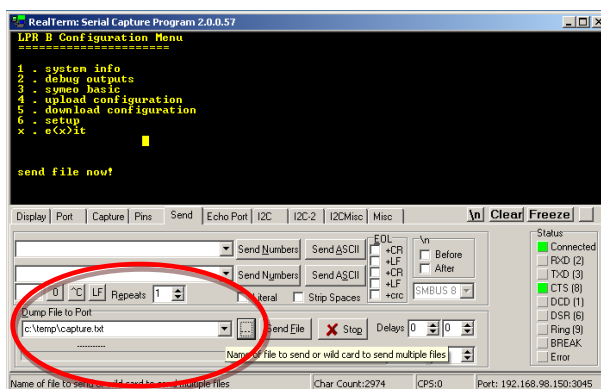 RealTerm: Serial Capture Program 2.0.0.57
LPR B Configuration Menu
======================
1 . system info
2 . debug outputs
3 . symeo basic
4 . upload configuration
5 . download configuration
6 . setup
x . e(x)it
send file now!
Display Port Capture Pins Send Echo Port I2C I2C-2 I2CMisc Misc \n Clear Freeze
Send Numbers Send ASCII EOL +CR +LF \n Before After
Send Numbers Send ASCII +CR +LF +crc SMBUS 8
0 ^C LF Repeats 1 Literal Strip Spaces
Dump File to Port
c:\temp\capture.txt ... Send File Stop Delays 0 0
Name of file to send or wild card to send multiple files
Status
Connected
RXD (2)
TXD (3)
CTS (8)
DCD (1)
DSR (6)
Ring (9)
BREAK
Error
Name of file to send or wild card to send multiple files Char Count:2974 CPS:0 Port: 192.168.98.150:3045